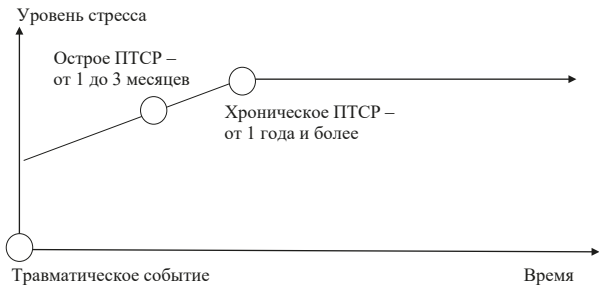 Уровень стресса
Острое ПТСР –
от 1 до 3 месяцев
Хроническое ПТСР –
от 1 года и более
Травматическое событие
Время